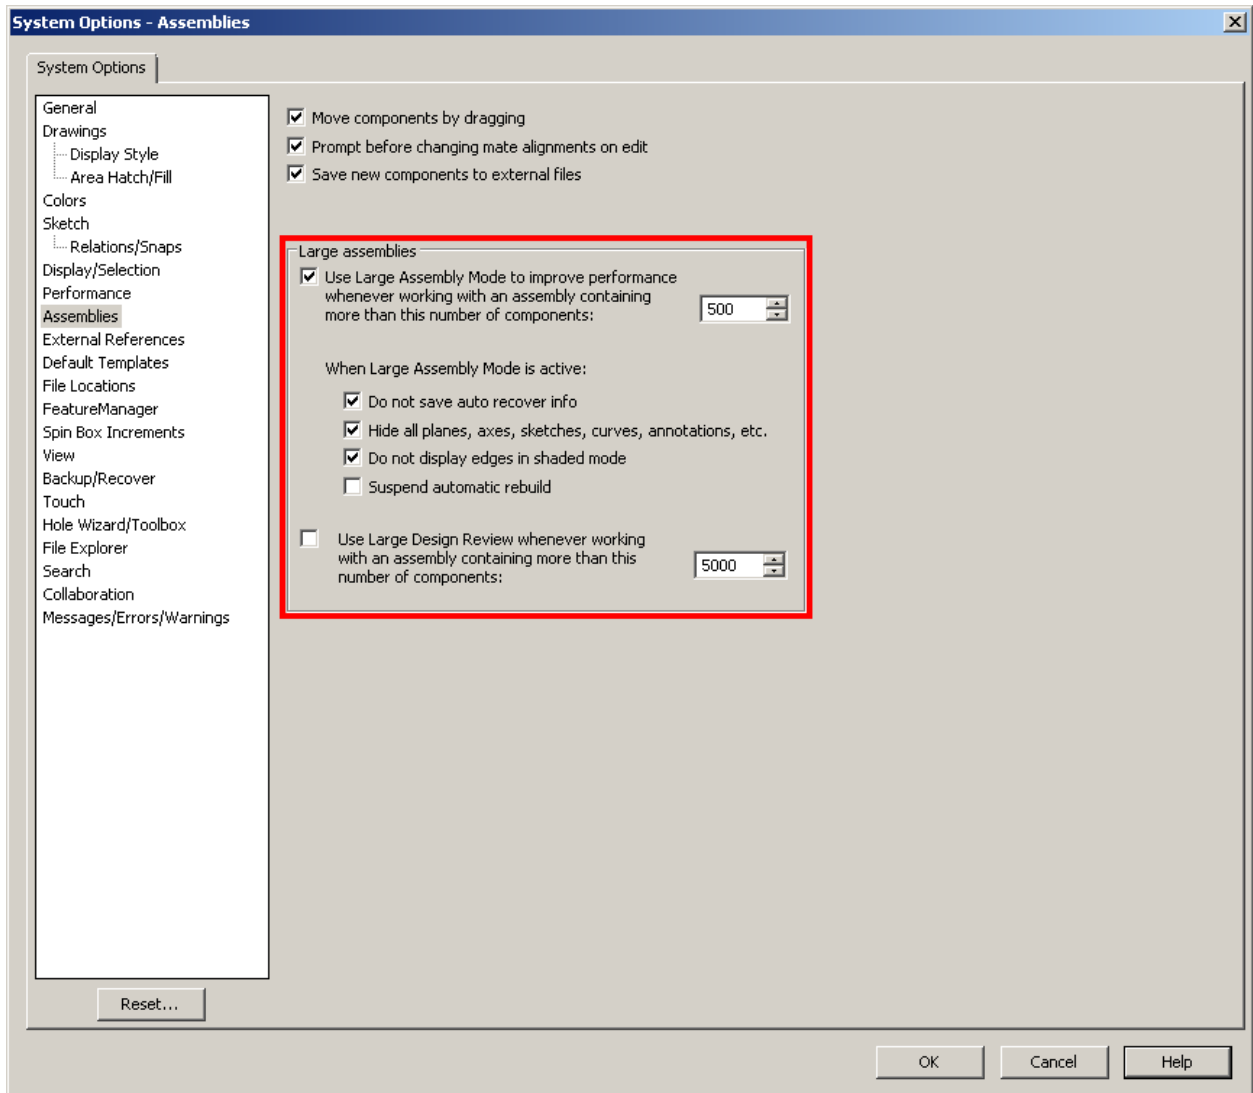 System Options - Assemblies
System Options
General
Drawings
Display Style
Area Hatch/Fill
Colors
Sketch
Relations/Snaps
Display/Selection
Performance
Assemblies
External References
Default Templates
File Locations
FeatureManager
Spin Box Increments
View
Backup/Recover
Touch
Hole Wizard/Toolbox
File Explorer
Search
Collaboration
Messages/Errors/Warnings
Reset...
Move components by dragging
Prompt before changing mate alignments on edit
Save new components to external files
Large assemblies
Use Large Assembly Mode to improve performance
whenever working with an assembly containing
more than this number of components:
500
When Large Assembly Mode is active:
Do not save auto recover info
Hide all planes, axes, sketches, curves, annotations, etc.
Do not display edges in shaded mode
Suspend automatic rebuild
Use Large Design Review whenever working
with an assembly containing more than this
number of components:
5000
OK
Cancel
Help